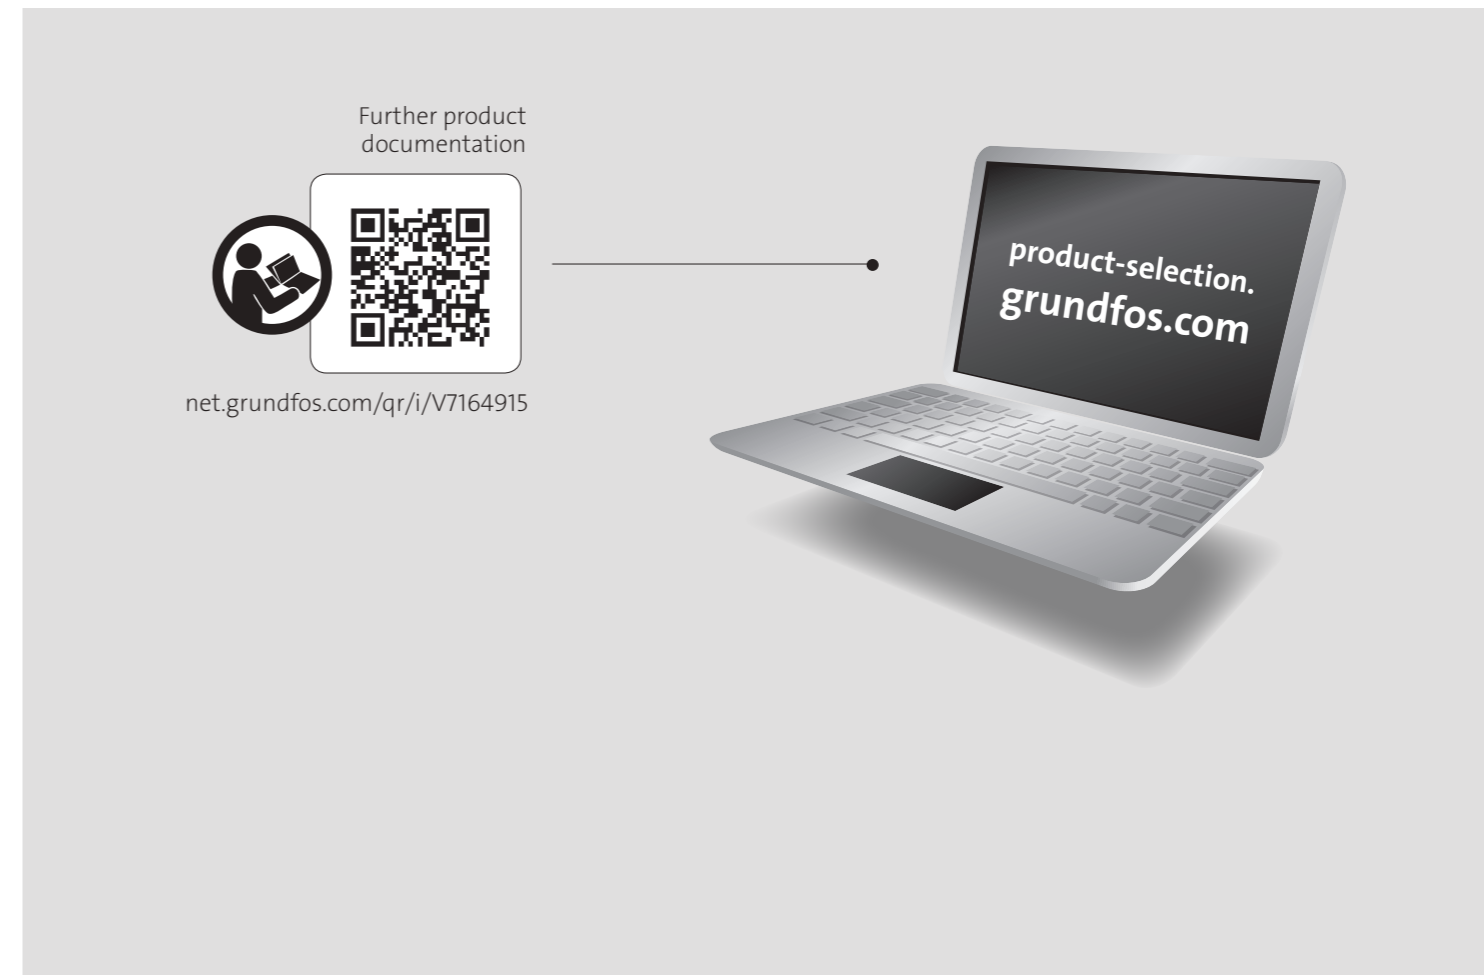 Further product
documentation
net.grundfos.com/qr/i/V7164915
product-selection.
grundfos.com